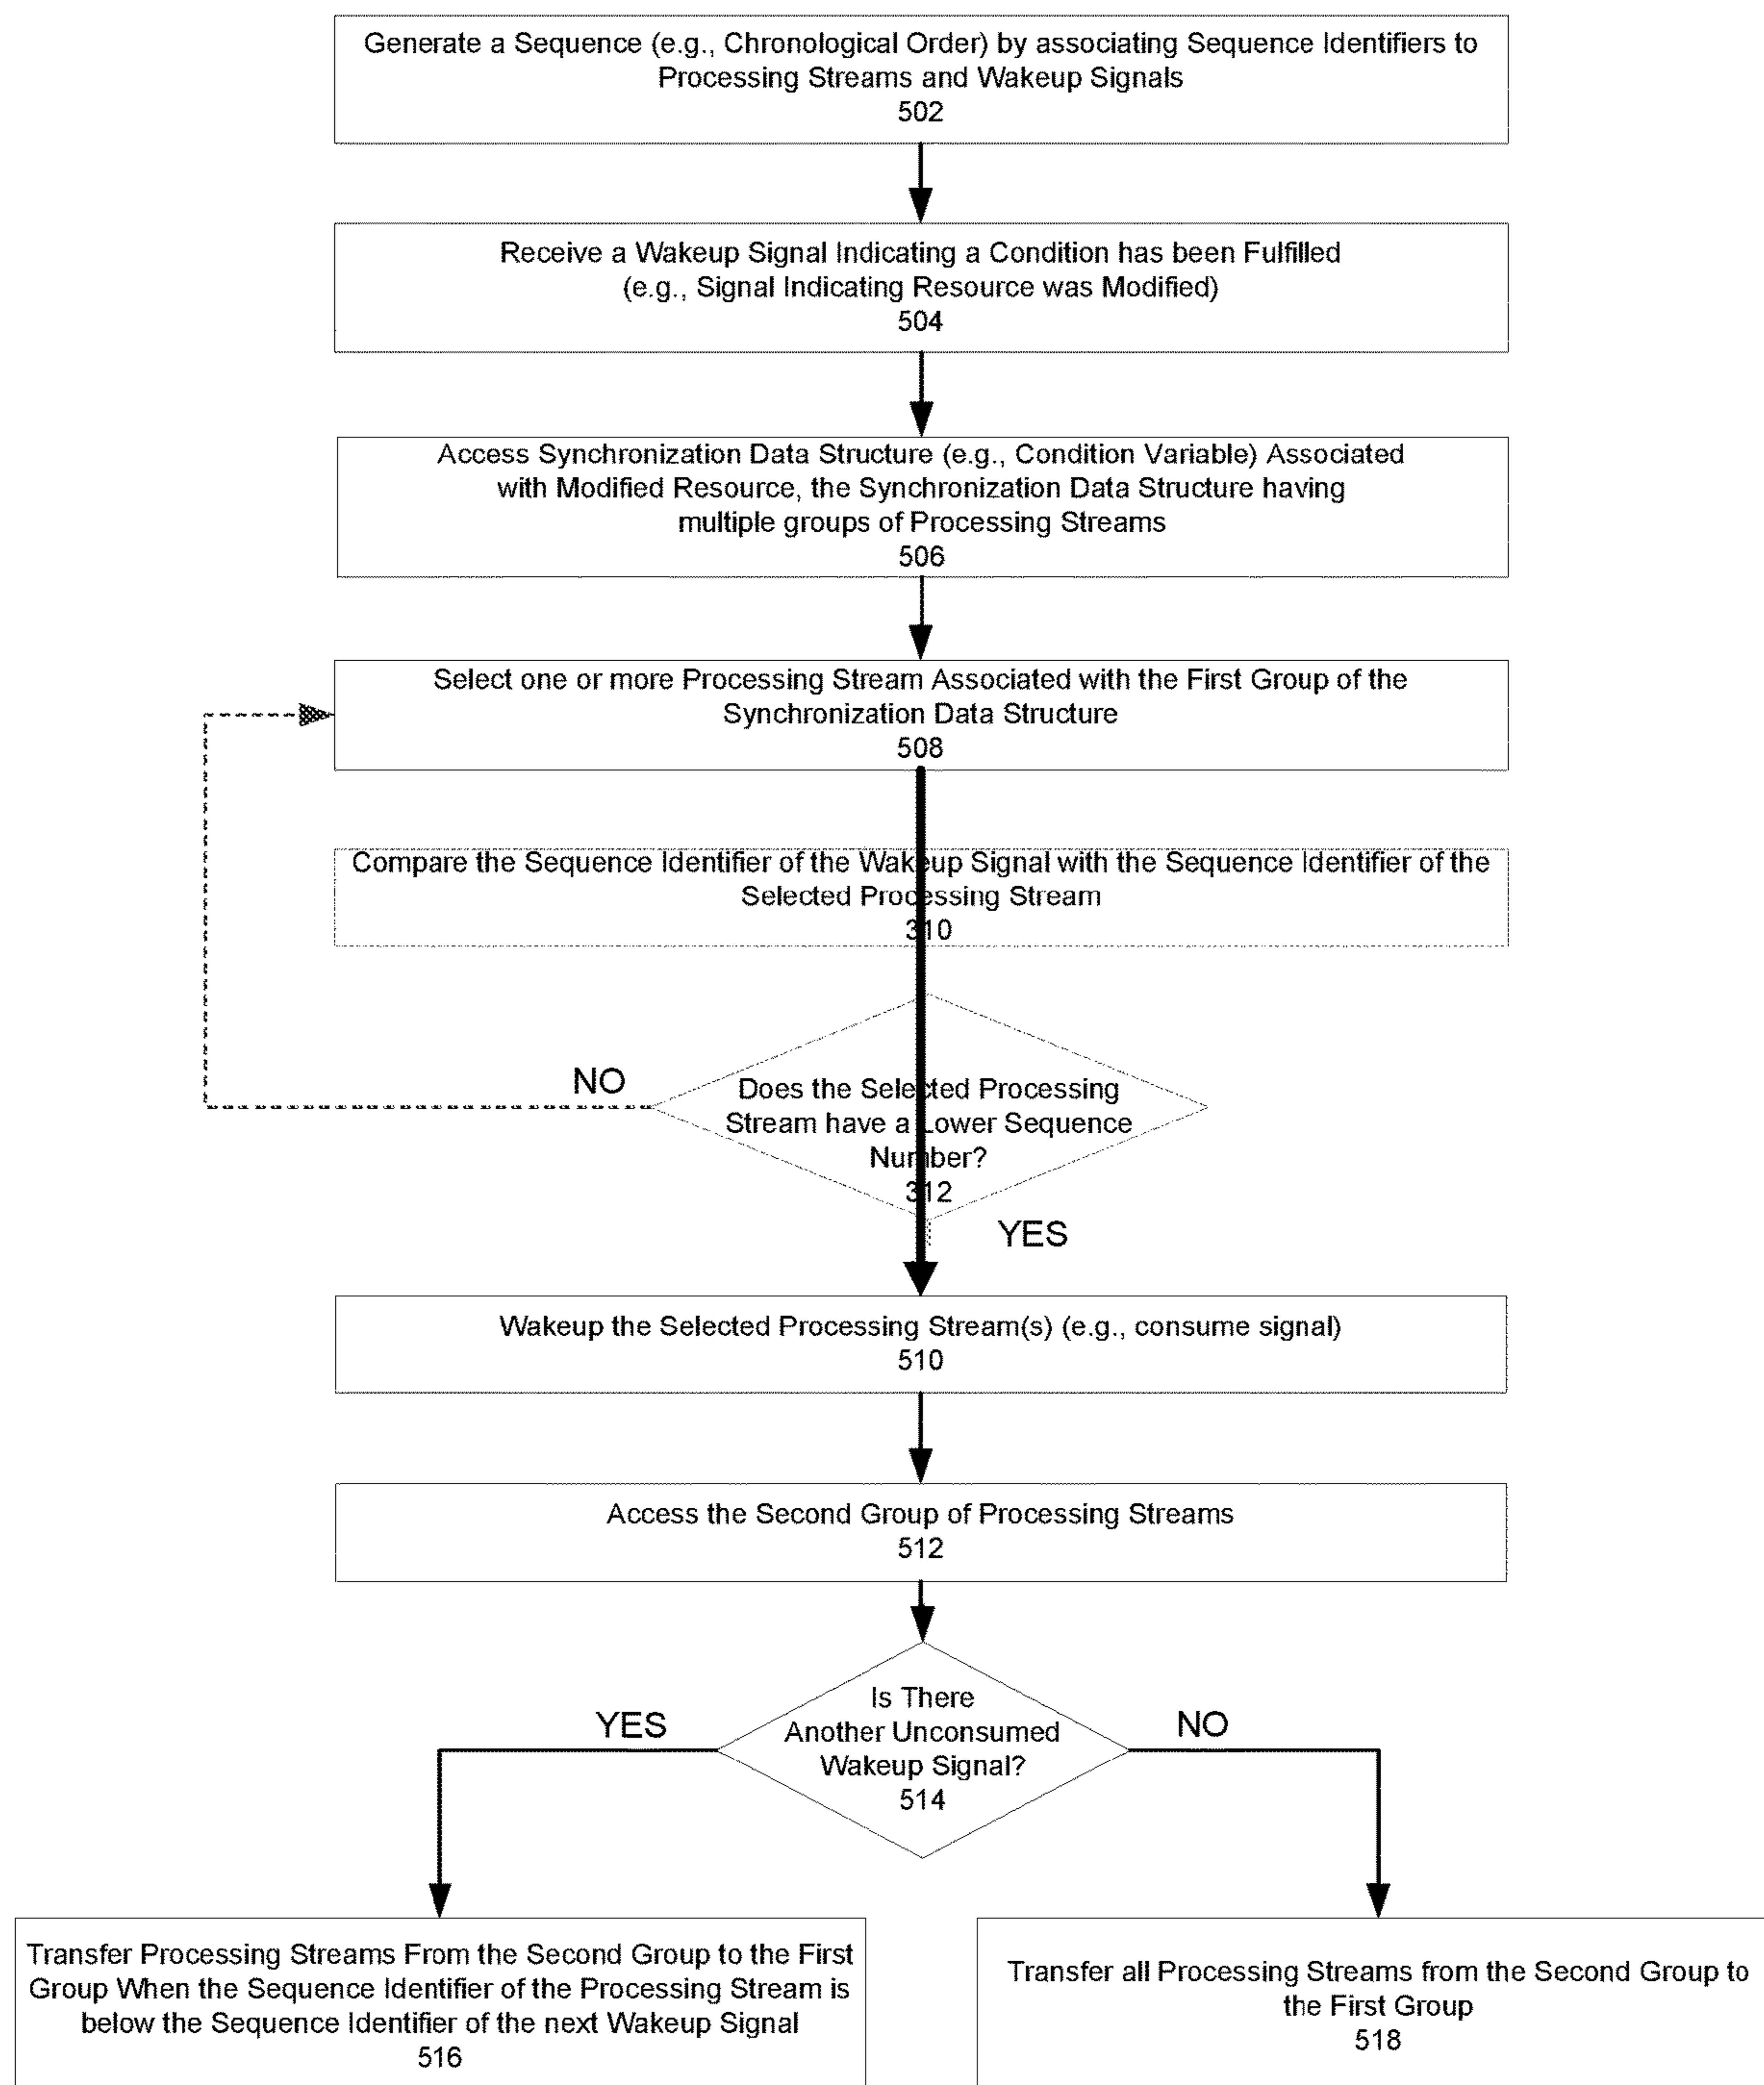 Generate a Sequence (e.g., Chronological Order) by associating Sequence Identifiers to
Processing Streams and Wakeup Signals
502
Receive a Wakeup Signal Indicating a Condition has been Fulfilled
(e.g., Signal Indicating Resource was Modified)
504
Access Synchronization Data Structure (e.g., Condition Variable) Associated
with Modified Resource, the Synchronization Data Structure having
multiple groups of Processing Streams
506
Select one or more Processing Stream Associated with the First Group of the
Synchronization Data Structure
508
Compare the Sequence Identifier of the Wakeup Signal with the Sequence Identifier of the
Selected Processing Stream
310
NO
Does the Selected Processing
Stream have a Lower Sequence
Number?
312
YES
Wakeup the Selected Processing Stream(s) (e.g., consume signal)
510
Access the Second Group of Processing Streams
512
Is There
Another Unconsumed
Wakeup Signal?
514
YES
NO
Transfer Processing Streams From the Second Group to the First
Group When the Sequence Identifier of the Processing Stream is
below the Sequence Identifier of the next Wakeup Signal
516
Transfer all Processing Streams from the Second Group to
the First Group
518